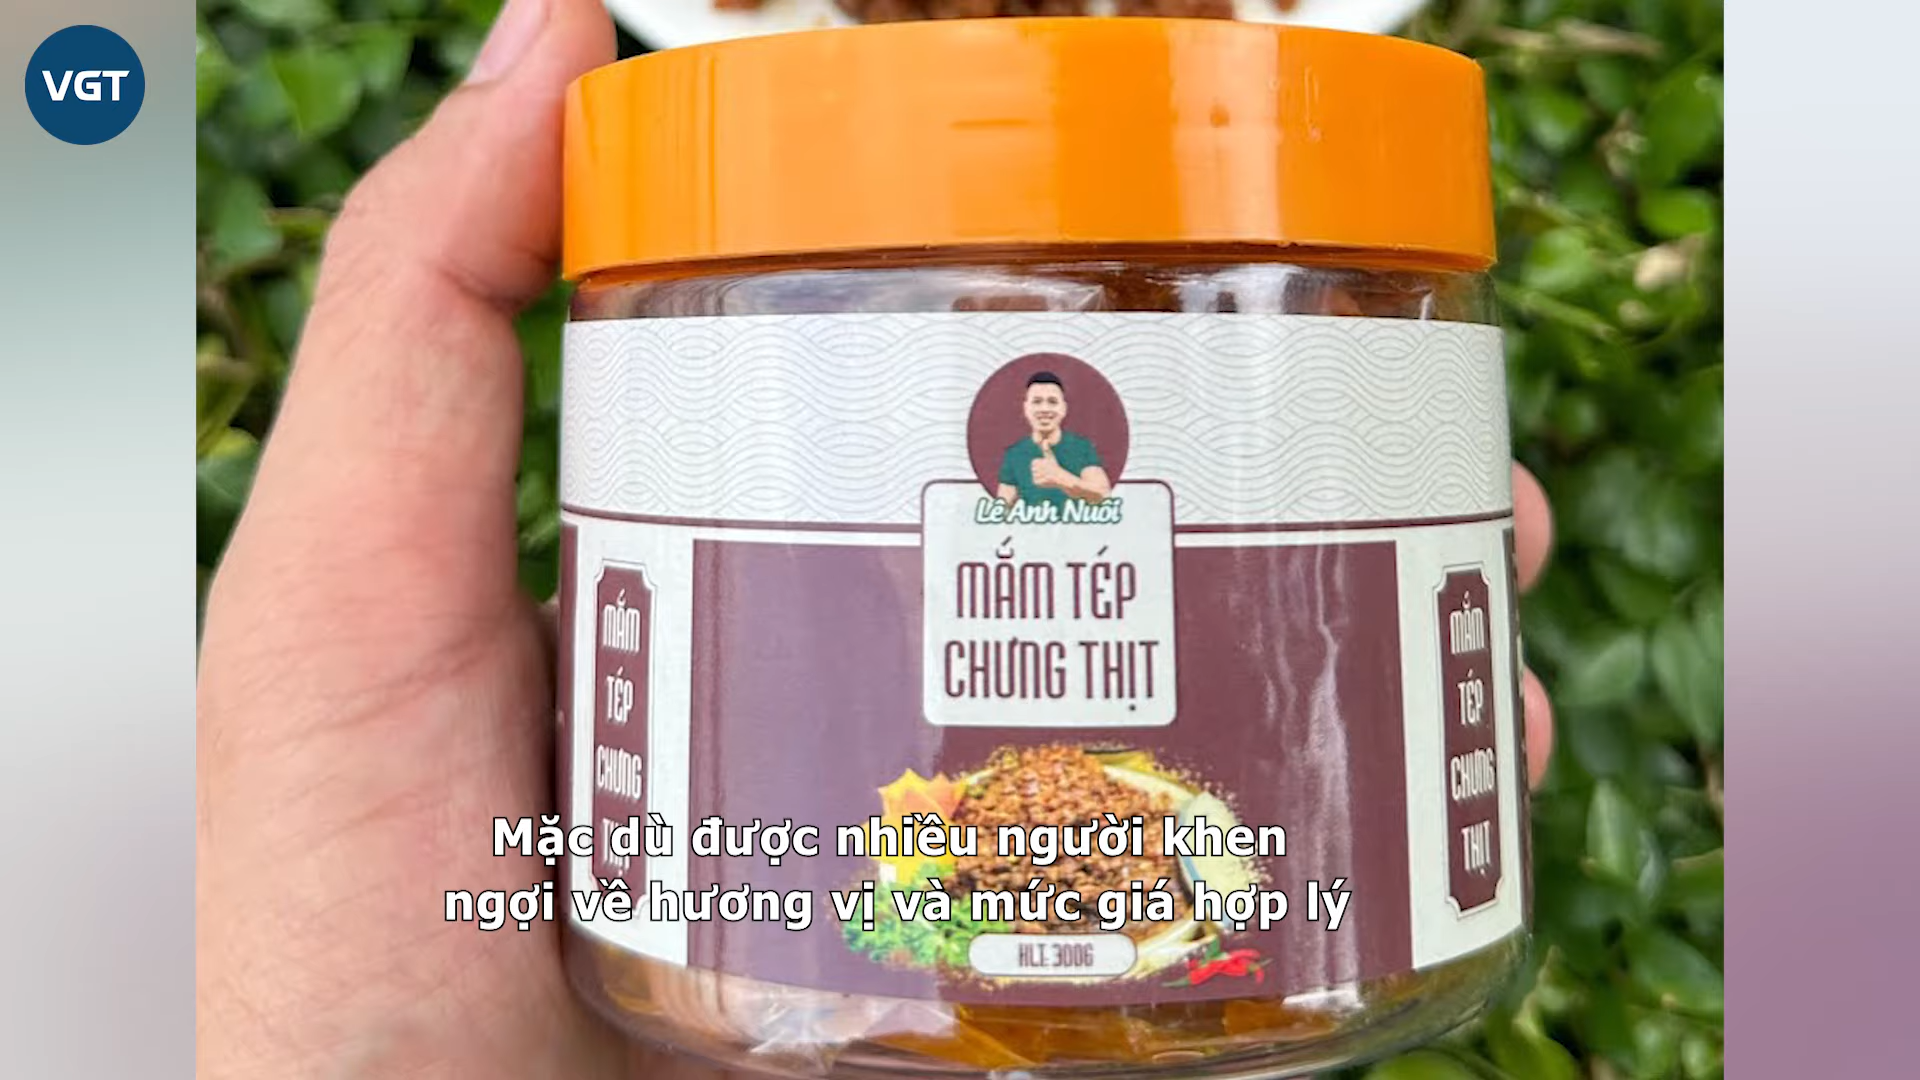 VGT
Lê Anh Nuôi
MẮM TÉP
CHƯNG THỊT
MẮM
TÉP
CHƯNG
THỊT
MẮM
TÉP
CHƯNG
THỊT
Mặc dù được nhiều người khen
ngợi về hương vị và mức giá hợp lý
KLT: 300G